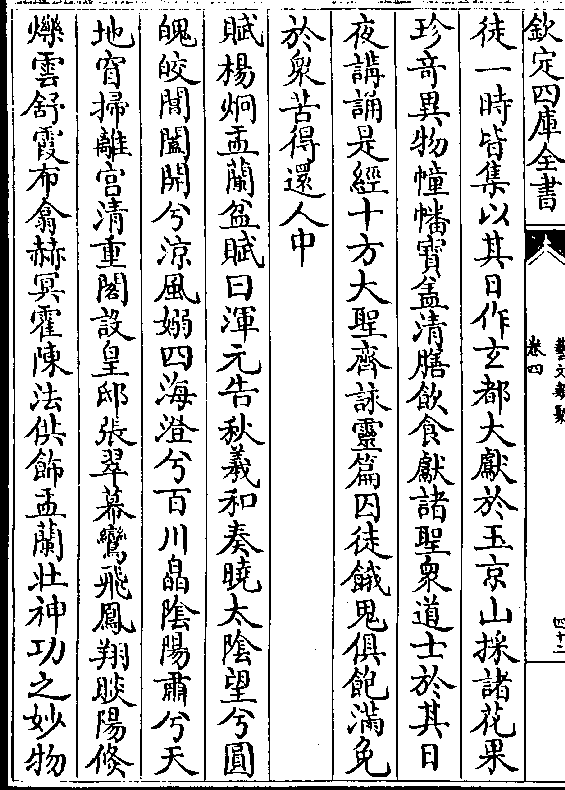 欽定四庫全書
藝文類聚
卷四
四十二
徒一時皆集以其日作玄都大獻於玉京山採諸花果
珍竒異物幢幡寳盆清膳飲食獻諸聖衆道士於其日
夜講誦是經十方大聖齊詠靈篇囚徒餓鬼俱飽滿免
於衆苦得還人中
賦楊炯盂蘭盆賦曰渾元告秋羲和奏曉太陰望兮圓
魄皎閶闔開兮涼風嫋四海澄兮百川晶陰陽肅兮天
地窅掃離宫清重閣設皇邸張翠幕鸞飛鳳翔睒陽倏
爍雲舒霞布翕赫㝠霍陳法供飾盂蘭壯神功之妙物